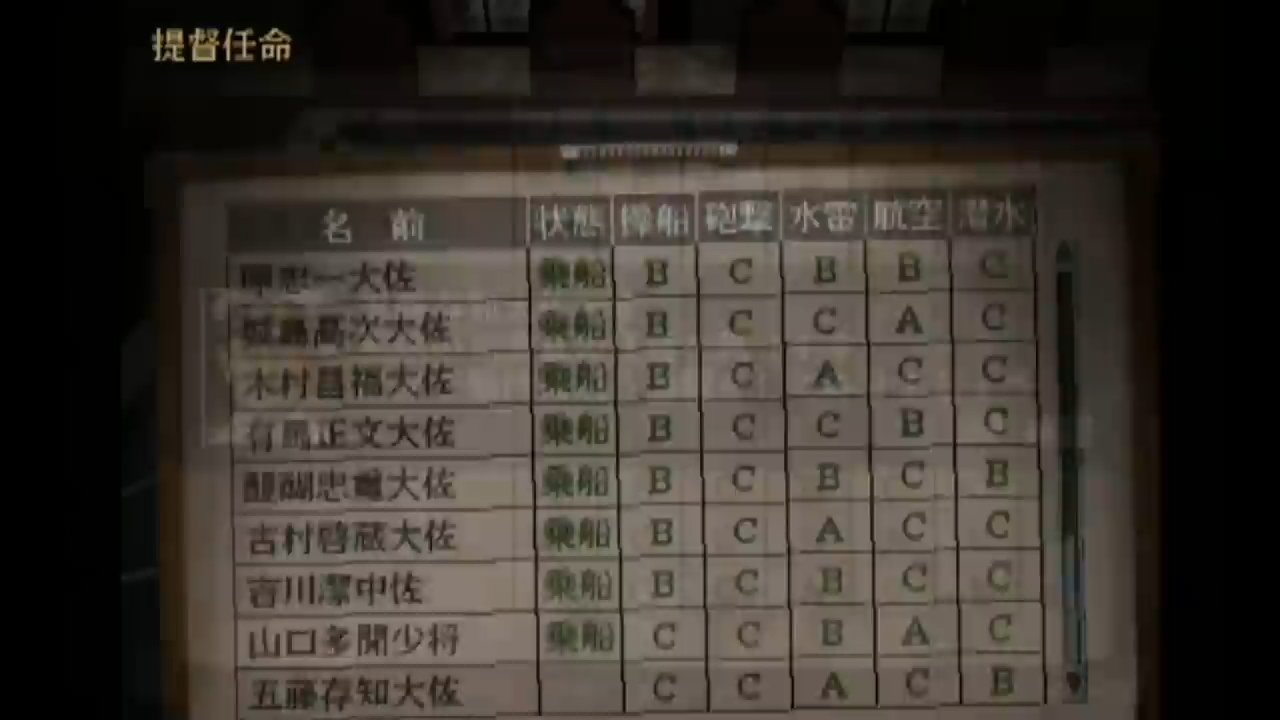 提督任命
名 前 状態 操船 砲撃 水雷 航空 潜水
忠一大佐 乗船 B C B B C
城島高次大佐 乗船 B C C A C
木村昌福大佐 乗船 B C A C C
有馬正文大佐 乗船 B C C B C
醍醐忠重大佐 乗船 B C B C B
古村啓蔵大佐 乗船 B C A C C
吉川潔中佐 乗船 B C B C C
山口多聞少将 乗船 C C B A C
五藤存知大佐 C C A C B